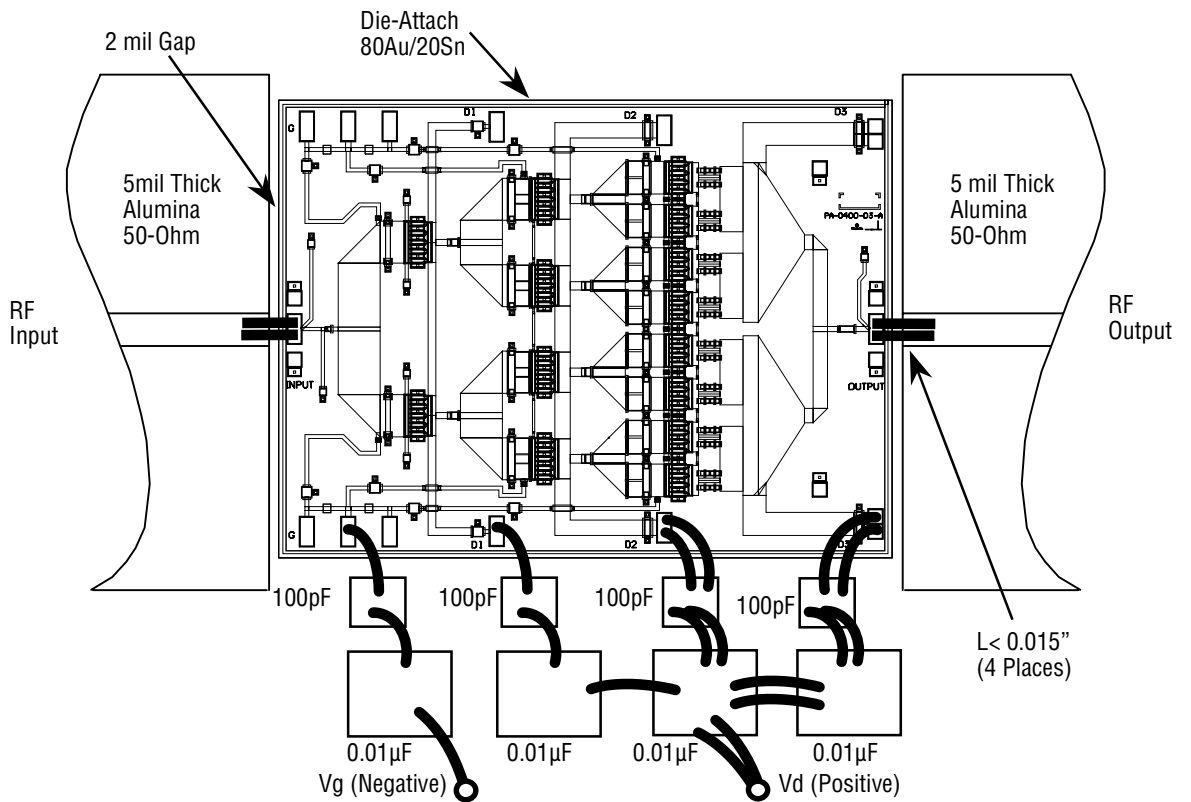 2 mil Gap
Die-Attach
80Au/20Sn
D1
D2
D3
G
5mil Thick
Alumina
50-Ohm
5 mil Thick
Alumina
50-Ohm
PA-0400-D3-A
RF
Input
RF
Output
INPUT
OUTPUT
G
D1
D2
D3
100pF
100pF
100pF
100pF
L< 0.015”
(4 Places)
0.01µF
0.01µF
0.01µF
0.01µF
Vg (Negative)
Vd (Positive)